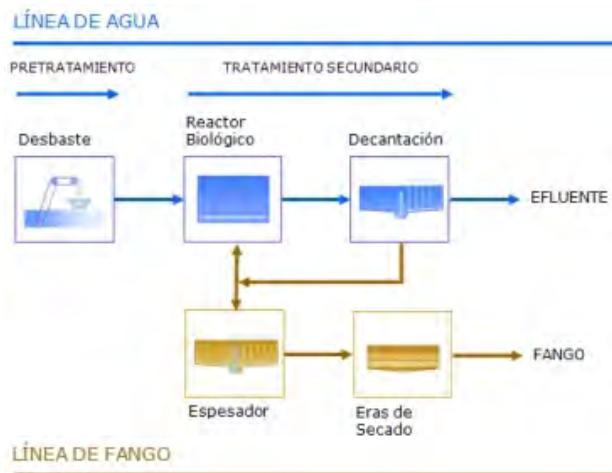 LÍNEA DE AGUA
PRETRATAMIENTO
TRATAMIENTO SECUNDARIO
Desbaste
Reactor
Biológico
Decantación
EFLUENTE
FANGO
Espesador
Eras de
Secado
LÍNEA DE FANGO